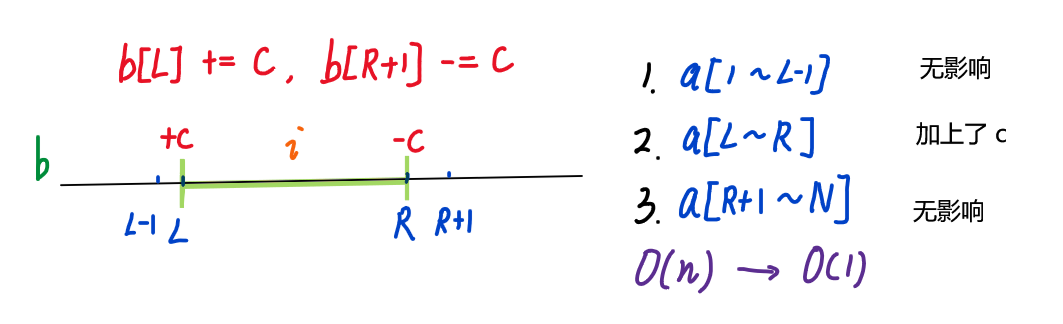 b[L] += C, b[R+1] -= C
+C i -C
b
L-1 L R R+1
1. a[1 ~ L-1] 无影响
2. a[L ~ R] 加上了 c
3. a[R+1 ~ N] 无影响
O(n) → O(1)